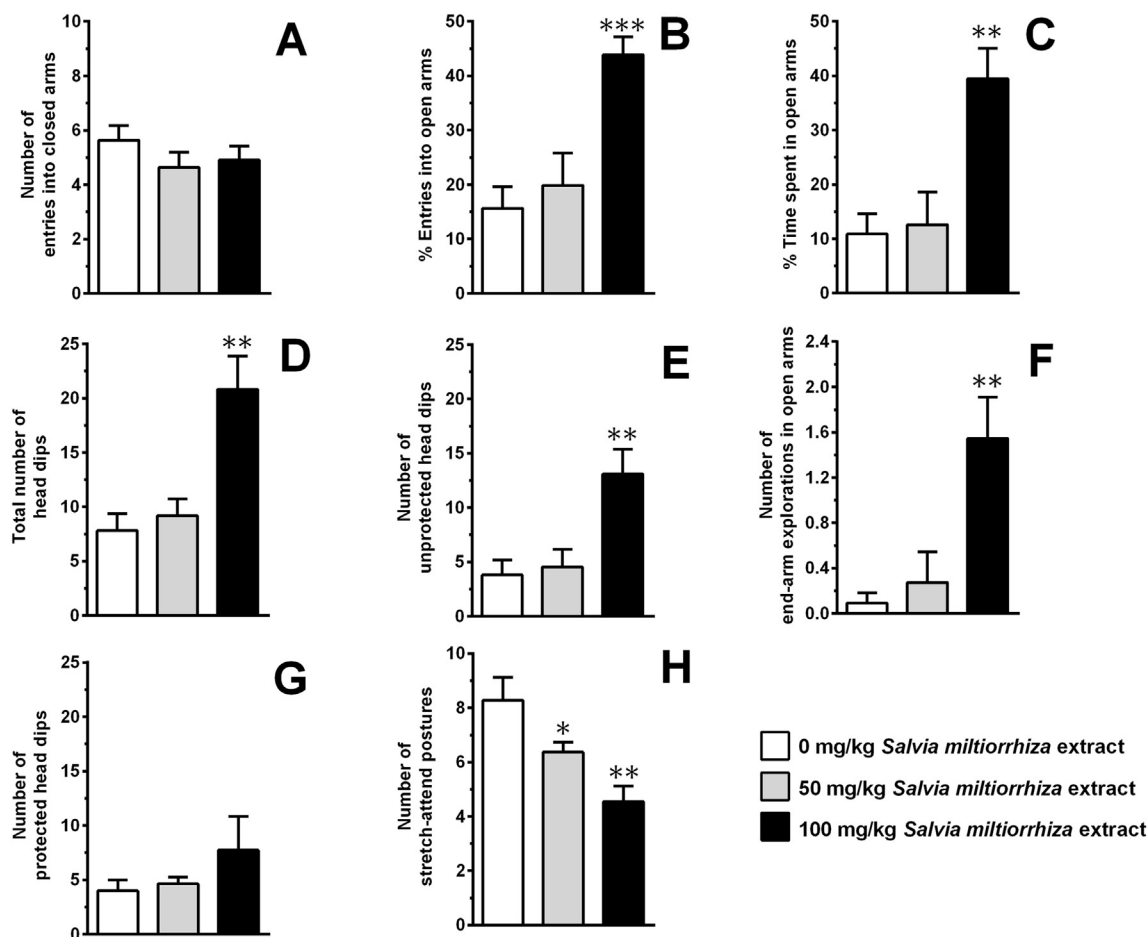 A
Number of
entries into closed arms
10
8
6
4
2
0
B
% Entries into open arms
50
40
30
20
10
0
***
C
% Time spent in open arms
50
40
30
20
10
0
**
D
Total number of
head dips
25
20
15
10
5
0
**
E
Number of
unprotected head dips
25
20
15
10
5
0
**
F
Number of
end-arm explorations in open arms
2.4
2.0
1.6
1.2
0.8
0.4
0.0
**
G
Number of
protected head dips
25
20
15
10
5
0
H
Number of
stretch-attend postures
10
8
6
4
2
0
*
**
0 mg/kg Salvia miltiorrhiza extract
50 mg/kg Salvia miltiorrhiza extract
100 mg/kg Salvia miltiorrhiza extract